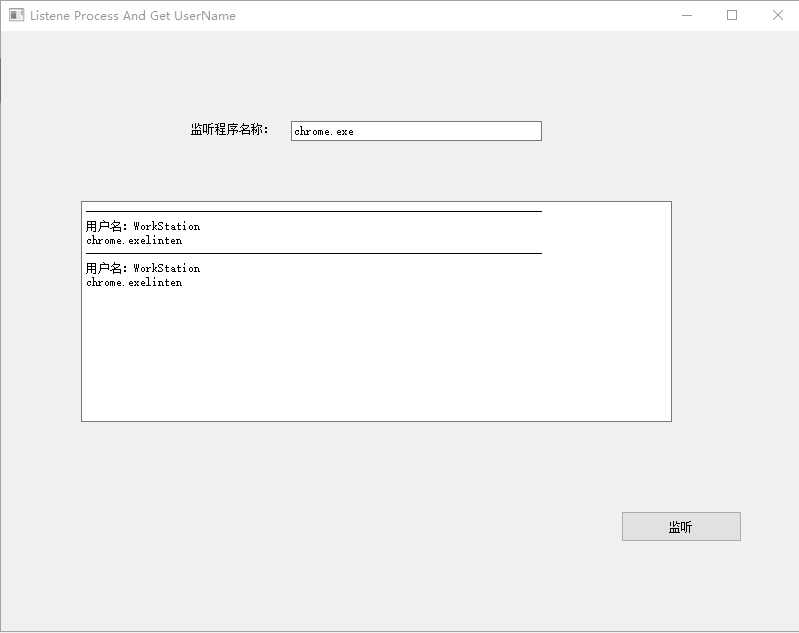 Listene Process And Get UserName
监听程序名称： chrome.exe
用户名：WorkStation
chrome.exelinten
用户名：WorkStation
chrome.exelinten
监听